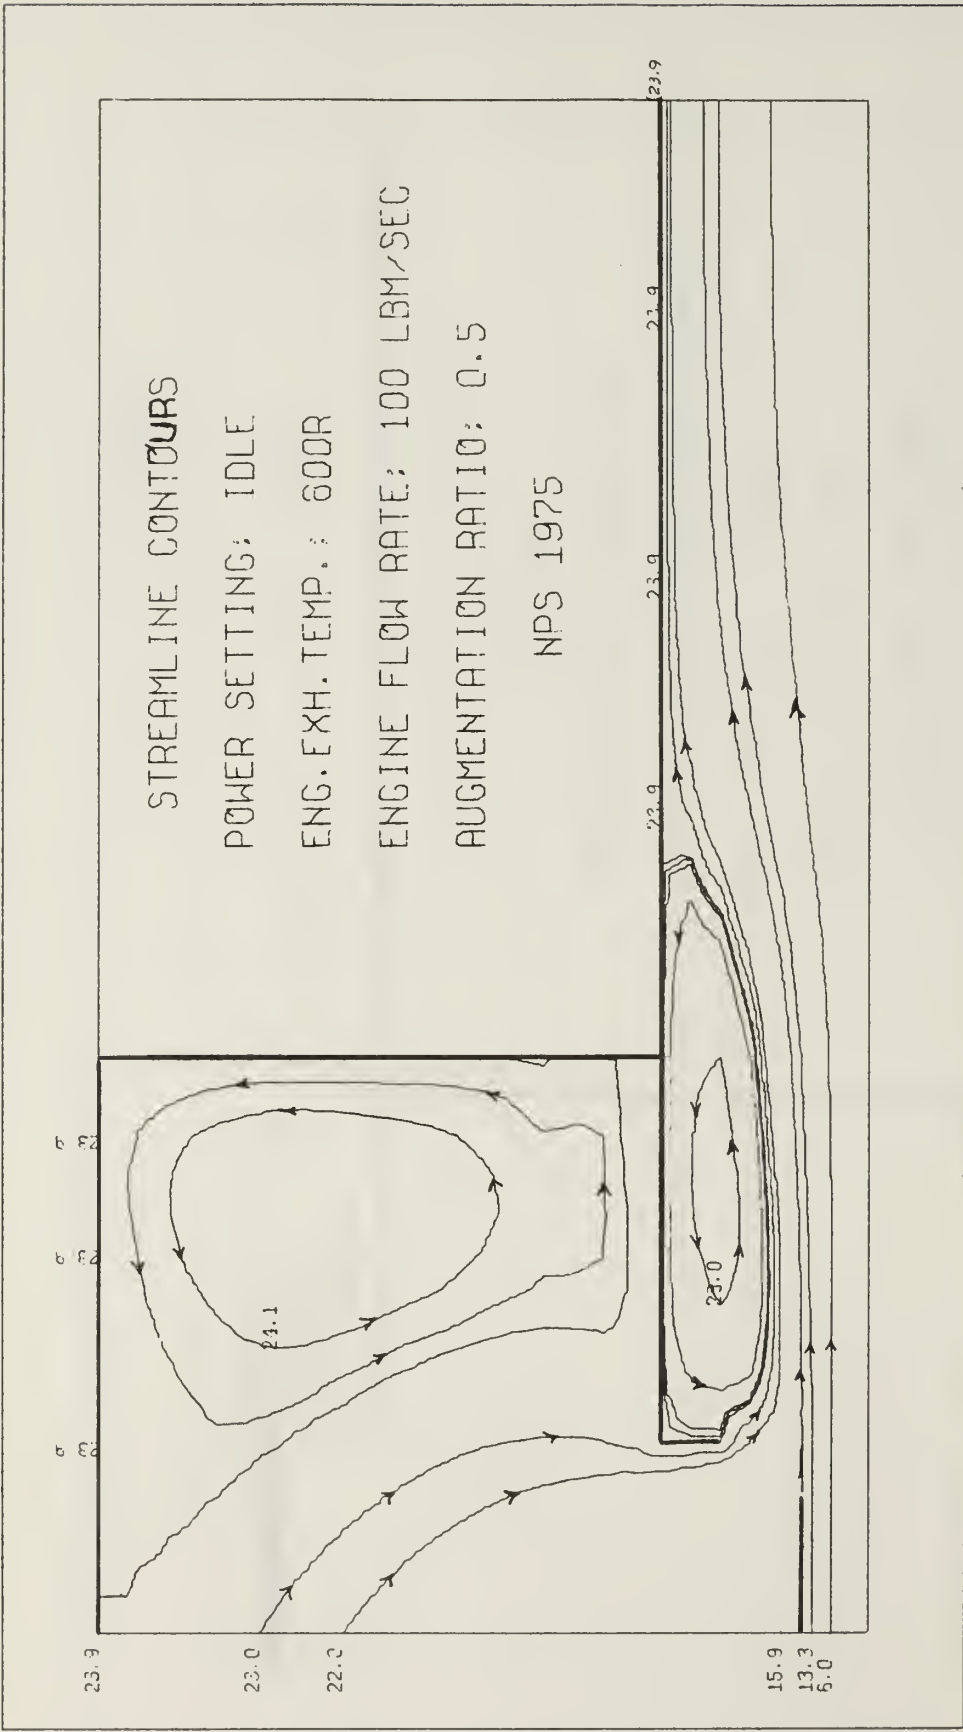 STREAMLINE CONTOURS
POWER SETTING: IDLE
ENG.EXH.TEMP.: 600R
ENGINE FLOW RATE: 100 LBM/SEC
AUGMENTATION RATIO: 0.5
NPS 1975
23.9
23.0
22.0
15.9
13.3
6.0
24.1
23.0
23.9
23.9
23.9
23.9